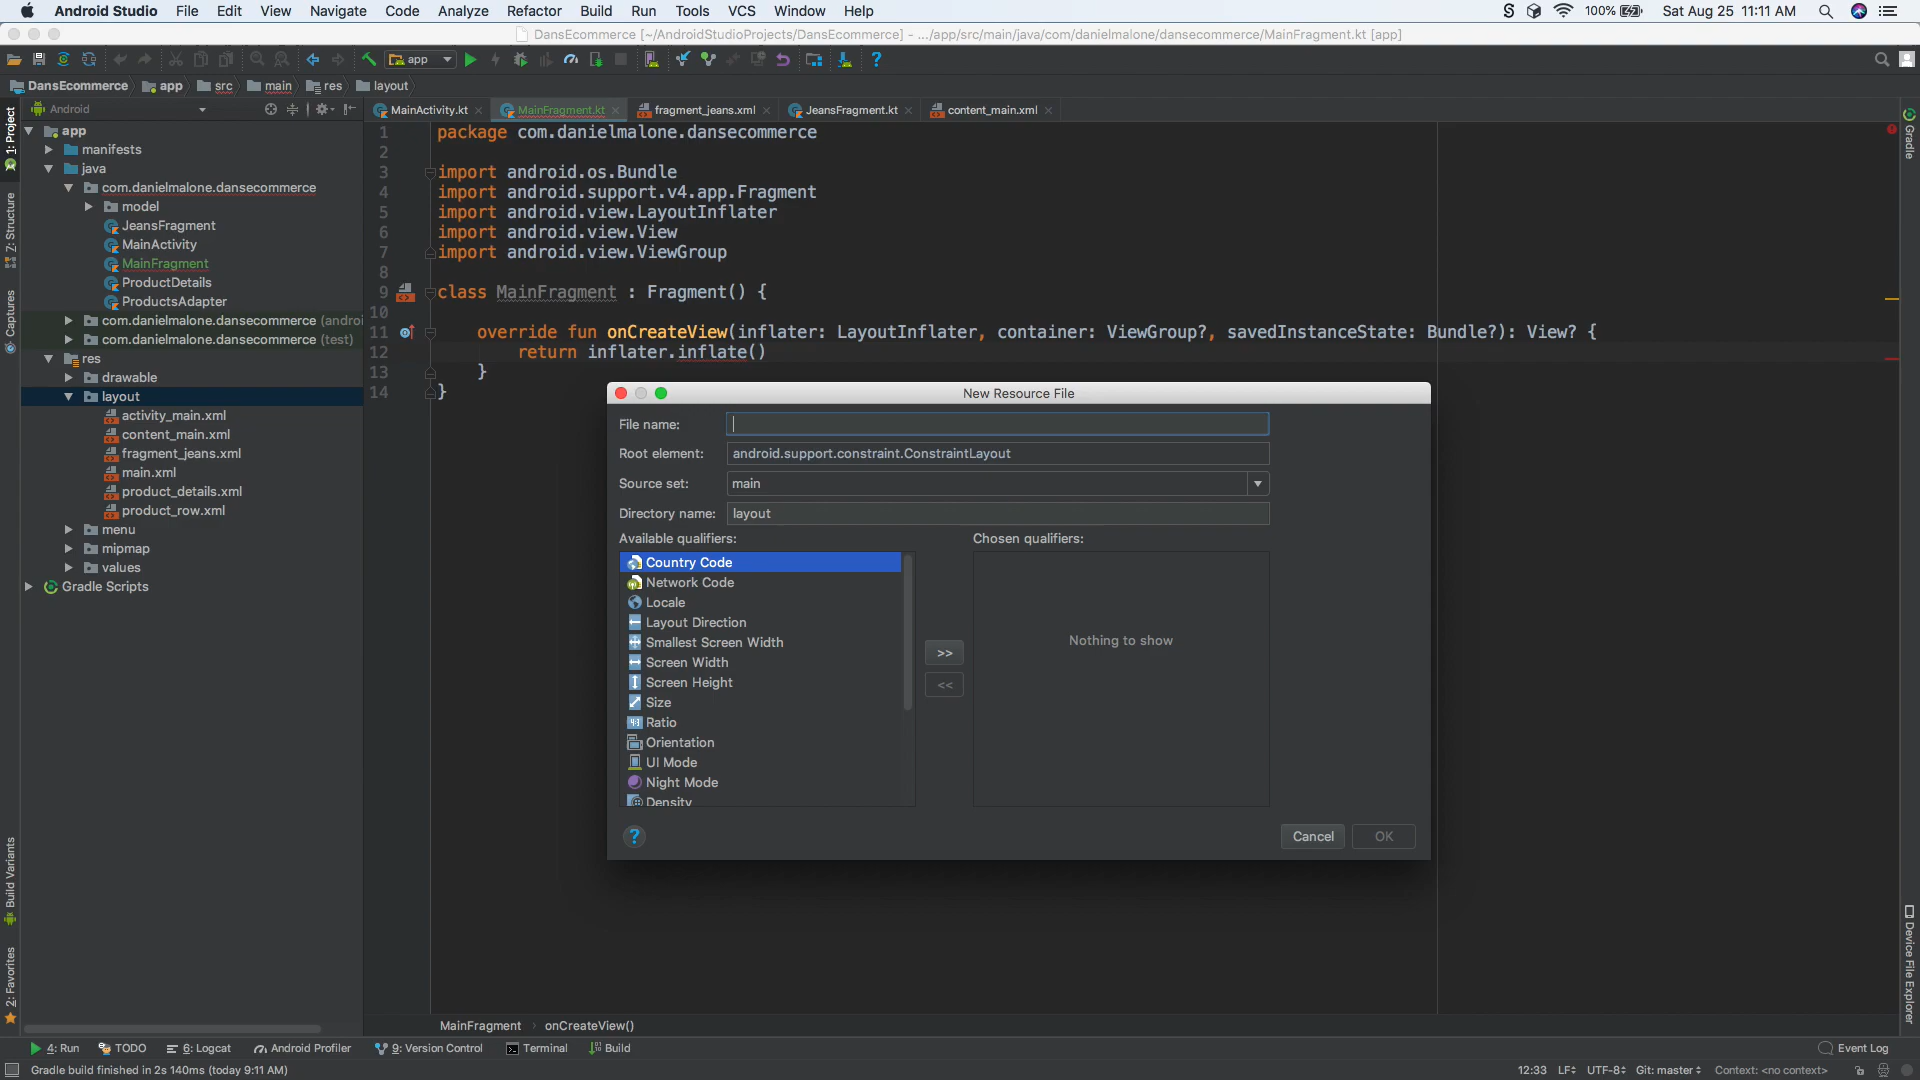 Android Studio File Edit View Navigate Code Analyze Refactor Build Run Tools VCS Window Help 100% Sat Aug 25 11:11 AM
DansEcommerce [~/AndroidStudioProjects/DansEcommerce] - .../app/src/main/java/com/danielmalone/dansecommerce/MainFragment.kt [app]
app
DansEcommerce app src main res layout
Android
MainActivity.kt MainFragment.kt fragment_jeans.xml JeansFragment.kt content_main.xml
1: Project
Z: Structure
Captures
Build Variants
2: Favorites
app
manifests
java
com.danielmalone.dansecommerce
model
JeansFragment
MainActivity
MainFragment
ProductDetails
ProductsAdapter
com.danielmalone.dansecommerce (androi
com.danielmalone.dansecommerce (test)
res
drawable
layout
activity_main.xml
content_main.xml
fragment_jeans.xml
main.xml
product_details.xml
product_row.xml
menu
mipmap
values
Gradle Scripts
1 package com.danielmalone.dansecommerce
2
3 import android.os.Bundle
4 import android.support.v4.app.Fragment
5 import android.view.LayoutInflater
6 import android.view.View
7 import android.view.ViewGroup
8
9 class MainFragment : Fragment() {
10
11 override fun onCreateView(inflater: LayoutInflater, container: ViewGroup?, savedInstanceState: Bundle?): View? {
12 return inflater.inflate()
13 }
14 }
New Resource File
File name:
Root element: android.support.constraint.ConstraintLayout
Source set: main
Directory name: layout
Available qualifiers: Chosen qualifiers:
Country Code
Network Code
Locale
Layout Direction
Smallest Screen Width
Screen Width
Screen Height
Size
Ratio
Orientation
UI Mode
Night Mode
Density
>>
<<
Nothing to show
? Cancel OK
Gradle
Device File Explorer
MainFragment › onCreateView()
4: Run TODO 6: Logcat Android Profiler 9: Version Control Terminal Build Event Log
Gradle build finished in 2s 140ms (today 9:11 AM) 12:33 LF UTF-8 Git: master Context: <no context>